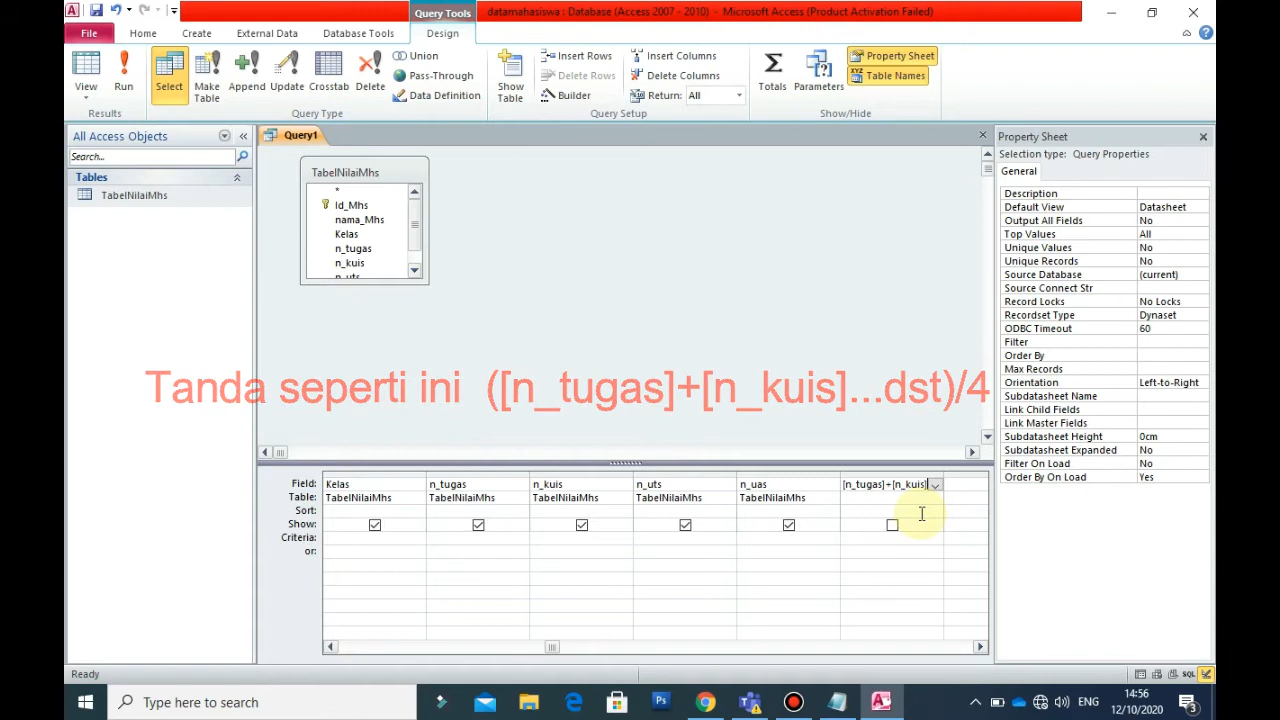 Query Tools
datamahasiswa : Database (Access 2007 - 2010) - Microsoft Access (Product Activation Failed)
File
Home
Create
External Data
Database Tools
Design
View
Run
Select
Make Table
Append
Update
Crosstab
Delete
Union
Pass-Through
Data Definition
Show Table
Insert Rows
Delete Rows
Builder
Insert Columns
Delete Columns
Return: All
Totals
Parameters
Property Sheet
Table Names
Results
Query Type
Query Setup
Show/Hide
All Access Objects
Search...
Tables
TabelNilaiMhs
Query1
TabelNilaiMhs
*
Id_Mhs
nama_Mhs
Kelas
n_tugas
n_kuis
n_uts
Tanda seperti ini ([n_tugas]+[n_kuis]...dst)/4
Field: Kelas n_tugas n_kuis n_uts n_uas [n_tugas]+[n_kuis]
Table: TabelNilaiMhs TabelNilaiMhs TabelNilaiMhs TabelNilaiMhs TabelNilaiMhs
Sort:
Show:
Criteria:
or:
Property Sheet
Selection type: Query Properties
General
Description
Default View Datasheet
Output All Fields No
Top Values All
Unique Values No
Unique Records No
Source Database (current)
Source Connect Str
Record Locks No Locks
Recordset Type Dynaset
ODBC Timeout 60
Filter
Order By
Max Records
Orientation Left-to-Right
Subdatasheet Name
Link Child Fields
Link Master Fields
Subdatasheet Height 0cm
Subdatasheet Expanded No
Filter On Load No
Order By On Load Yes
Ready
SQL
Type here to search
Ps
ENG
14:56
12/10/2020
3